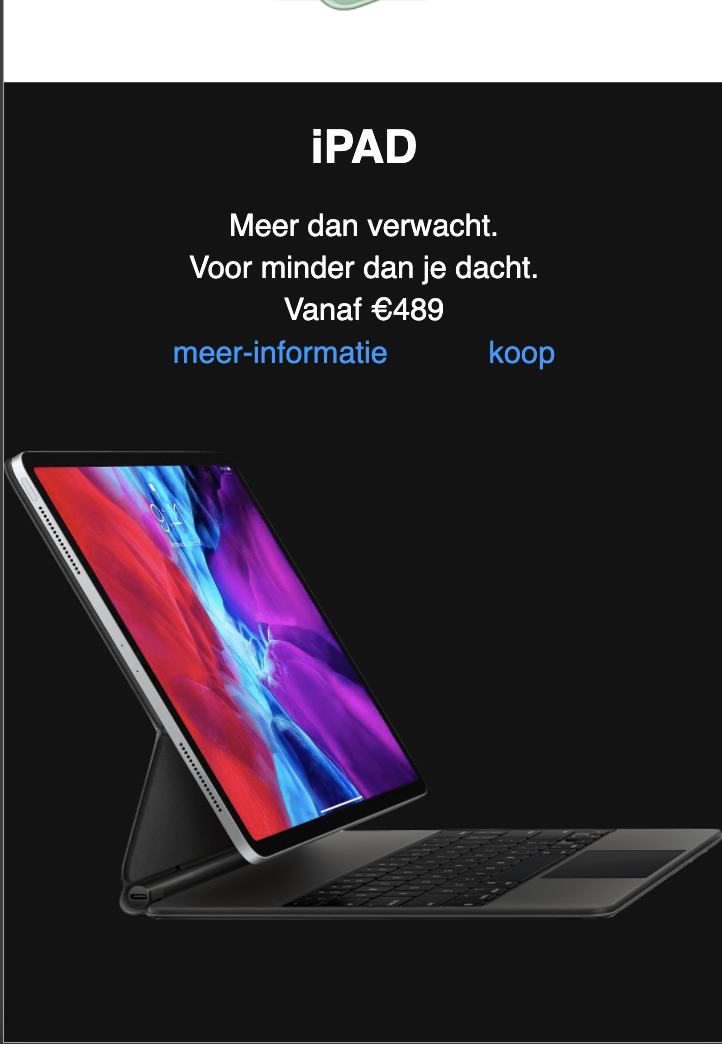 iPAD
Meer dan verwacht.
Voor minder dan je dacht.
Vanaf €489
meer-informatie koop